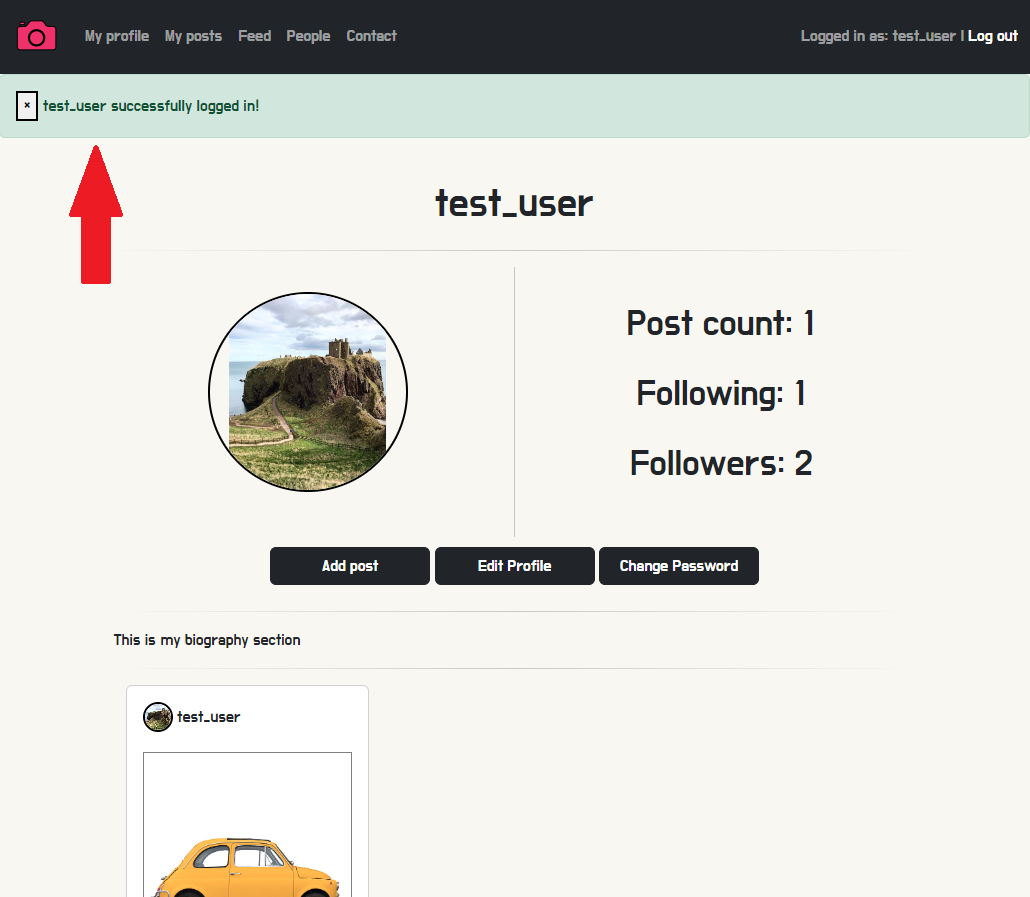 My profile My posts Feed People Contact Logged in as: test_user | Log out
× test_user successfully logged in!
test_user
Post count: 1
Following: 1
Followers: 2
Add post Edit Profile Change Password
This is my biography section
test_user